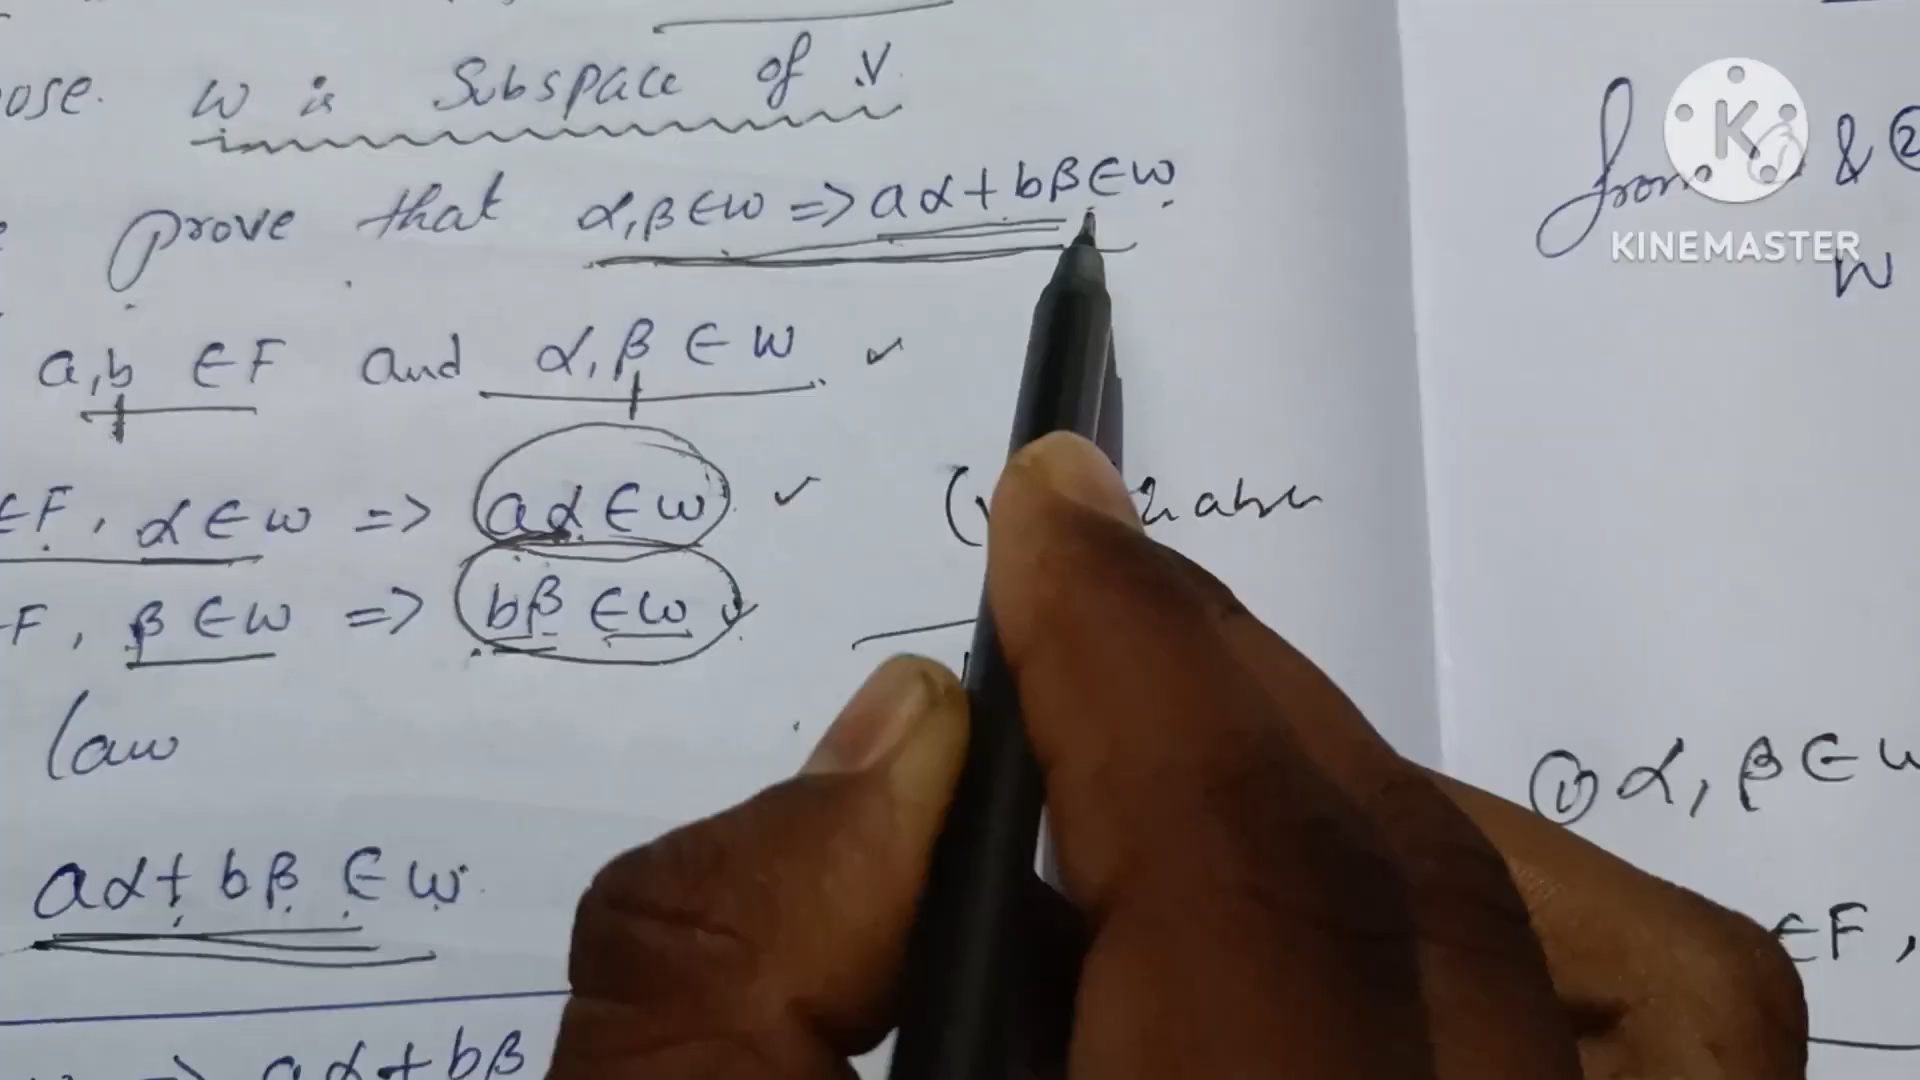 ose. W is Subspace of V.
prove that α, β ∈ W => aα + bβ ∈ W
a, b ∈ F and α, β ∈ W ✓
∈ F, α ∈ W => aα ∈ W ✓
F, β ∈ W => bβ ∈ W ✓
law
aα + bβ ∈ W.
=> aα + bβ
from & ②
KINEMASTER
W
① α, β ∈ W
∈ F,